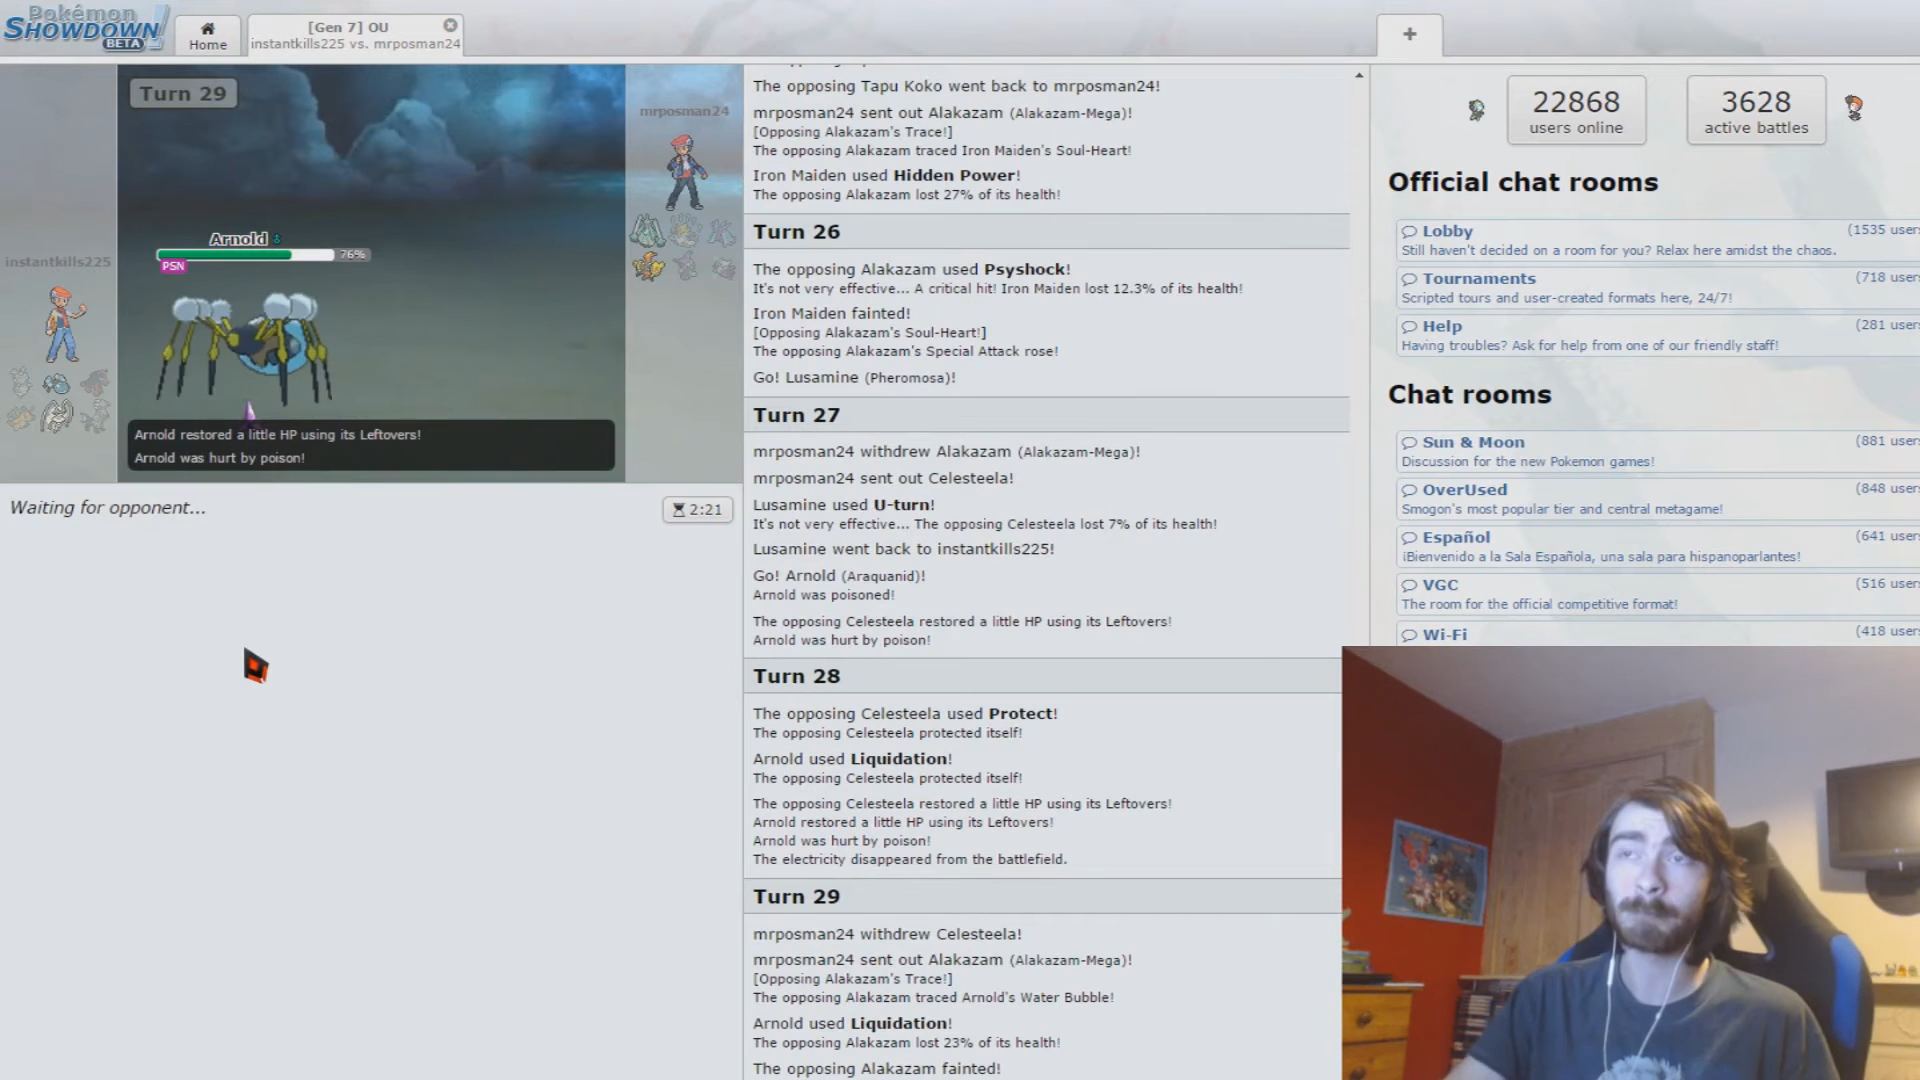 Pokémon
SHOWDOWN!
BETA
Home
[Gen 7] OU
instantkills225 vs. mrposman24
+
Turn 29
mrposman24
instantkills225
Arnold
76%
PSN
Arnold restored a little HP using its Leftovers!
Arnold was hurt by poison!
Waiting for opponent...
2:21
The opposing Tapu Koko went back to mrposman24!
mrposman24 sent out Alakazam (Alakazam-Mega)!
[Opposing Alakazam's Trace!]
The opposing Alakazam traced Iron Maiden's Soul-Heart!
Iron Maiden used Hidden Power!
The opposing Alakazam lost 27% of its health!
Turn 26
The opposing Alakazam used Psyshock!
It's not very effective... A critical hit! Iron Maiden lost 12.3% of its health!
Iron Maiden fainted!
[Opposing Alakazam's Soul-Heart!]
The opposing Alakazam's Special Attack rose!
Go! Lusamine (Pheromosa)!
Turn 27
mrposman24 withdrew Alakazam (Alakazam-Mega)!
mrposman24 sent out Celesteela!
Lusamine used U-turn!
It's not very effective... The opposing Celesteela lost 7% of its health!
Lusamine went back to instantkills225!
Go! Arnold (Araquanid)!
Arnold was poisoned!
The opposing Celesteela restored a little HP using its Leftovers!
Arnold was hurt by poison!
Turn 28
The opposing Celesteela used Protect!
The opposing Celesteela protected itself!
Arnold used Liquidation!
The opposing Celesteela protected itself!
The opposing Celesteela restored a little HP using its Leftovers!
Arnold restored a little HP using its Leftovers!
Arnold was hurt by poison!
The electricity disappeared from the battlefield.
Turn 29
mrposman24 withdrew Celesteela!
mrposman24 sent out Alakazam (Alakazam-Mega)!
[Opposing Alakazam's Trace!]
The opposing Alakazam traced Arnold's Water Bubble!
Arnold used Liquidation!
The opposing Alakazam lost 23% of its health!
The opposing Alakazam fainted!
22868
users online
3628
active battles
Official chat rooms
Lobby (1535 users
Still haven't decided on a room for you? Relax here amidst the chaos.
Tournaments (718 users
Scripted tours and user-created formats here, 24/7!
Help (281 users
Having troubles? Ask for help from one of our friendly staff!
Chat rooms
Sun & Moon (881 users
Discussion for the new Pokemon games!
OverUsed (848 users
Smogon's most popular tier and central metagame!
Español (641 users
¡Bienvenido a la Sala Española, una sala para hispanoparlantes!
VGC (516 users
The room for the official competitive format!
Wi-Fi (418 users